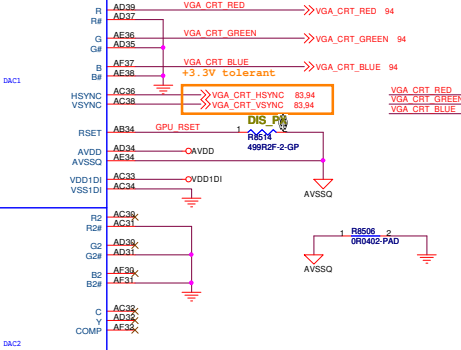 R AD39 VGA_CRT_RED VGA_CRT_RED 94
R# AD37
G AE36 VGA_CRT_GREEN VGA_CRT_GREEN 94
G# AD35
B AF37 VGA_CRT_BLUE VGA_CRT_BLUE 94
B# AE38 +3.3V tolerant
DAC1
HSYNC AC36 VGA_CRT_HSYNC 83,94
VSYNC AC38 VGA_CRT_VSYNC 83,94
VGA_CRT_RED
VGA_CRT_GREEN
VGA_CRT_BLUE
RSET AB34 GPU_RSET 1
R8514
499R2F-2-GP
AVDD AD34 AVDD
AVSSQ AE34
VDD1DI AC33 VDD1DI
VSS1DI AC34
AVSSQ
R2 AC30
R2# AC31
G2 AD30
G2# AD31
B2 AF30
B2# AF31
1 R8506 2
0R0402-PAD
AVSSQ
C AC32
Y AD32
COMP AF32
DAC2